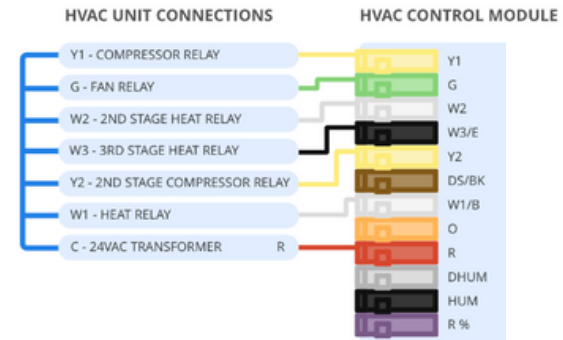 HVAC UNIT CONNECTIONS
HVAC CONTROL MODULE
Y1 - COMPRESSOR RELAY
G - FAN RELAY
W2 - 2ND STAGE HEAT RELAY
W3 - 3RD STAGE HEAT RELAY
Y2 - 2ND STAGE COMPRESSOR RELAY
W1 - HEAT RELAY
C - 24VAC TRANSFORMER R
Y1
G
W2
W3/E
Y2
DS/BK
W1/B
O
R
DHUM
HUM
R %